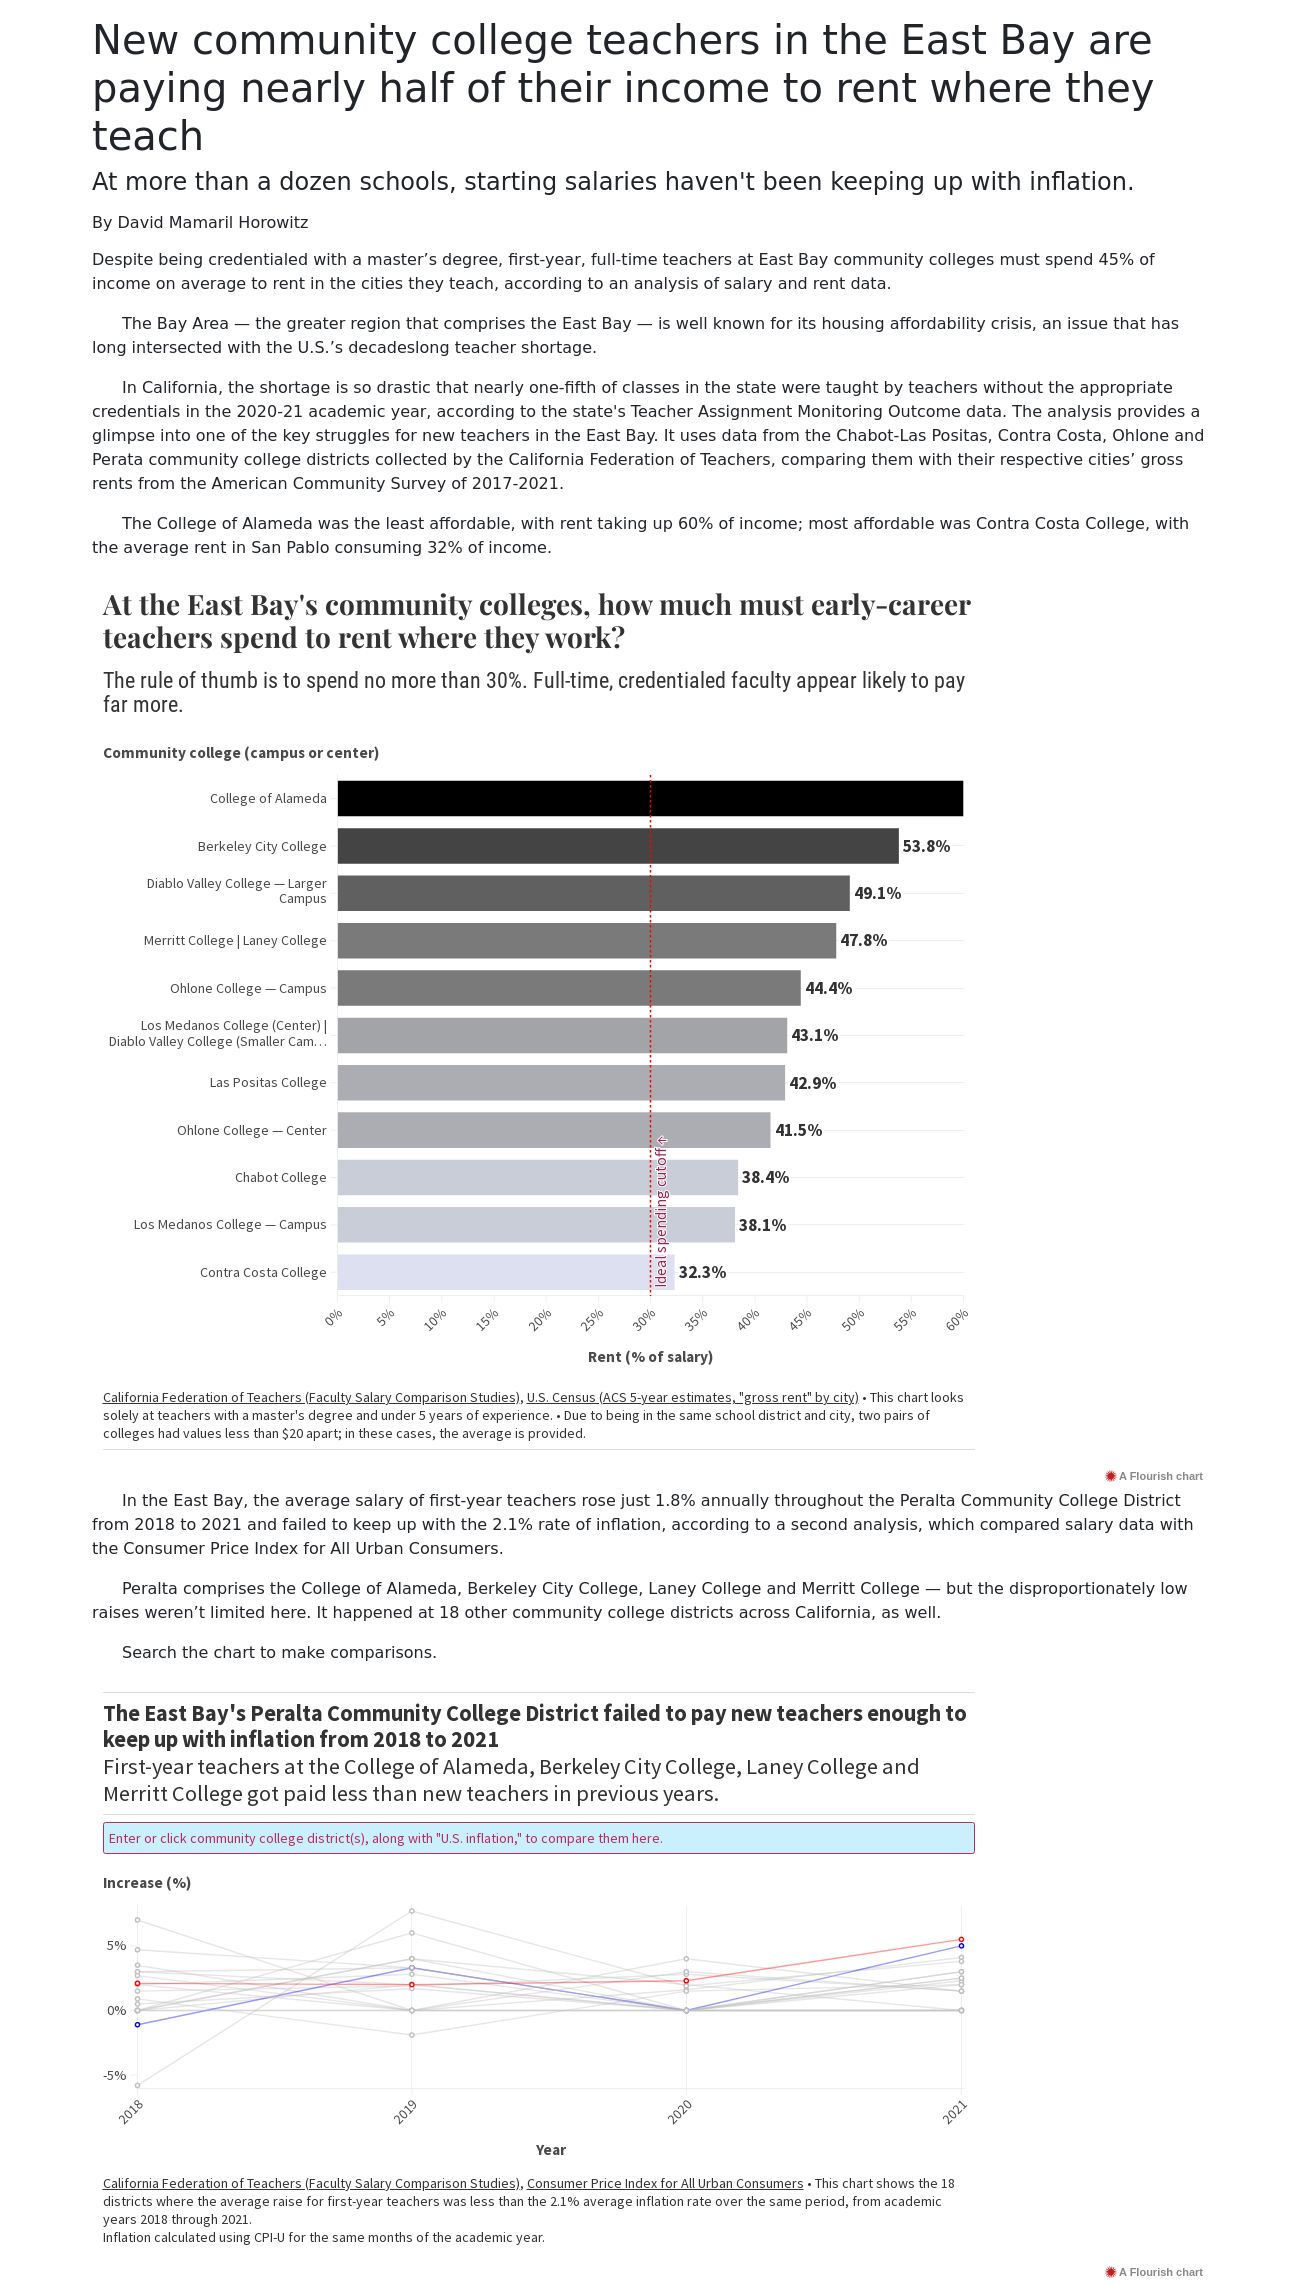 New community college teachers in the East Bay are
paying nearly half of their income to rent where they
teach
At more than a dozen schools, starting salaries haven't been keeping up with inflation.
By David Mamaril Horowitz
Despite being credentialed with a master’s degree, first-year, full-time teachers at East Bay community colleges must spend 45% of
income on average to rent in the cities they teach, according to an analysis of salary and rent data.
The Bay Area — the greater region that comprises the East Bay — is well known for its housing affordability crisis, an issue that has
long intersected with the U.S.’s decadeslong teacher shortage.
In California, the shortage is so drastic that nearly one-fifth of classes in the state were taught by teachers without the appropriate
credentials in the 2020-21 academic year, according to the state's Teacher Assignment Monitoring Outcome data. The analysis provides a
glimpse into one of the key struggles for new teachers in the East Bay. It uses data from the Chabot-Las Positas, Contra Costa, Ohlone and
Perata community college districts collected by the California Federation of Teachers, comparing them with their respective cities’ gross
rents from the American Community Survey of 2017-2021.
The College of Alameda was the least affordable, with rent taking up 60% of income; most affordable was Contra Costa College, with
the average rent in San Pablo consuming 32% of income.
At the East Bay's community colleges, how much must early-career
teachers spend to rent where they work?
The rule of thumb is to spend no more than 30%. Full-time, credentialed faculty appear likely to pay
far more.
Community college (campus or center)
College of Alameda
Berkeley City College 53.8%
Diablo Valley College — Larger
Campus 49.1%
Merritt College | Laney College 47.8%
Ohlone College — Campus 44.4%
Los Medanos College (Center) |
Diablo Valley College (Smaller Cam… 43.1%
Las Positas College 42.9%
Ohlone College — Center 41.5%
Chabot College 38.4%
Los Medanos College — Campus 38.1%
Contra Costa College 32.3%
Ideal spending cutoff →
0% 5% 10% 15% 20% 25% 30% 35% 40% 45% 50% 55% 60%
Rent (% of salary)
California Federation of Teachers (Faculty Salary Comparison Studies), U.S. Census (ACS 5-year estimates, "gross rent" by city) • This chart looks
solely at teachers with a master's degree and under 5 years of experience. • Due to being in the same school district and city, two pairs of
colleges had values less than $20 apart; in these cases, the average is provided.
A Flourish chart
In the East Bay, the average salary of first-year teachers rose just 1.8% annually throughout the Peralta Community College District
from 2018 to 2021 and failed to keep up with the 2.1% rate of inflation, according to a second analysis, which compared salary data with
the Consumer Price Index for All Urban Consumers.
Peralta comprises the College of Alameda, Berkeley City College, Laney College and Merritt College — but the disproportionately low
raises weren’t limited here. It happened at 18 other community college districts across California, as well.
Search the chart to make comparisons.
The East Bay's Peralta Community College District failed to pay new teachers enough to
keep up with inflation from 2018 to 2021
First-year teachers at the College of Alameda, Berkeley City College, Laney College and
Merritt College got paid less than new teachers in previous years.
Enter or click community college district(s), along with "U.S. inflation," to compare them here.
Increase (%)
5%
0%
-5%
2018 2019 2020 2021
Year
California Federation of Teachers (Faculty Salary Comparison Studies), Consumer Price Index for All Urban Consumers • This chart shows the 18
districts where the average raise for first-year teachers was less than the 2.1% average inflation rate over the same period, from academic
years 2018 through 2021.
Inflation calculated using CPI-U for the same months of the academic year.
A Flourish chart